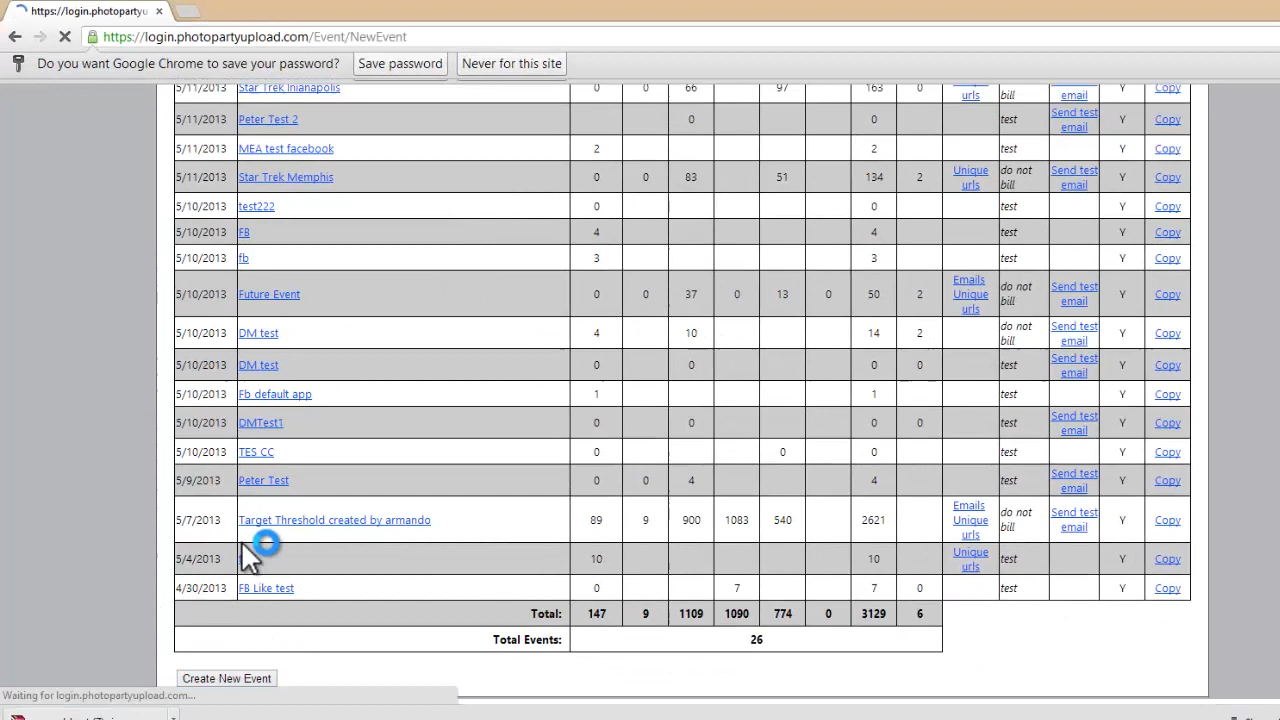 https://login.photopartyu
https://login.photopartyupload.com/Event/NewEvent
Do you want Google Chrome to save your password? Save password Never for this site
5/11/2013 Star Trek Inianapolis 0 0 66 97 163 0 Unique urls do not bill Send test email Y Copy
5/11/2013 Peter Test 2 0 0 test Send test email Y Copy
5/11/2013 MEA test facebook 2 2 test Y Copy
5/11/2013 Star Trek Memphis 0 0 83 51 134 2 Unique urls do not bill Send test email Y Copy
5/10/2013 test222 0 0 test Y Copy
5/10/2013 FB 4 4 test Y Copy
5/10/2013 fb 3 3 test Y Copy
5/10/2013 Future Event 0 0 37 0 13 0 50 2 Emails Unique urls do not bill Send test email Y Copy
5/10/2013 DM test 4 10 14 2 do not bill Send test email Y Copy
5/10/2013 DM test 0 0 0 0 test Send test email Y Copy
5/10/2013 Fb default app 1 1 test Y Copy
5/10/2013 DMTest1 0 0 0 0 test Send test email Y Copy
5/10/2013 TES CC 0 0 0 test Y Copy
5/9/2013 Peter Test 0 0 4 4 test Send test email Y Copy
5/7/2013 Target Threshold created by armando 89 9 900 1083 540 2621 Emails Unique urls do not bill Send test email Y Copy
5/4/2013 10 10 Unique urls test Y Copy
4/30/2013 FB Like test 0 7 7 0 test Y Copy
Total: 147 9 1109 1090 774 0 3129 6
Total Events: 26
Create New Event
Waiting for login.photopartyupload.com...